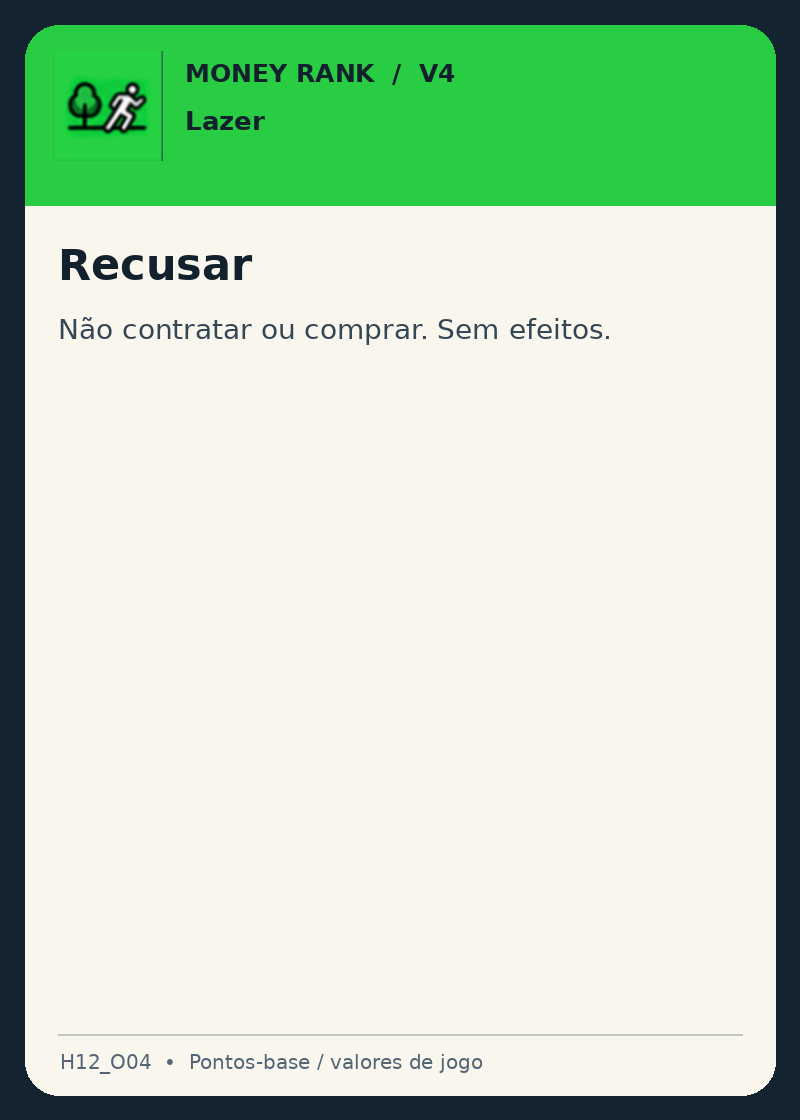 MONEY RANK / V4
Lazer
Recusar
Não contratar ou comprar. Sem efeitos.
H12_O04 • Pontos-base / valores de jogo